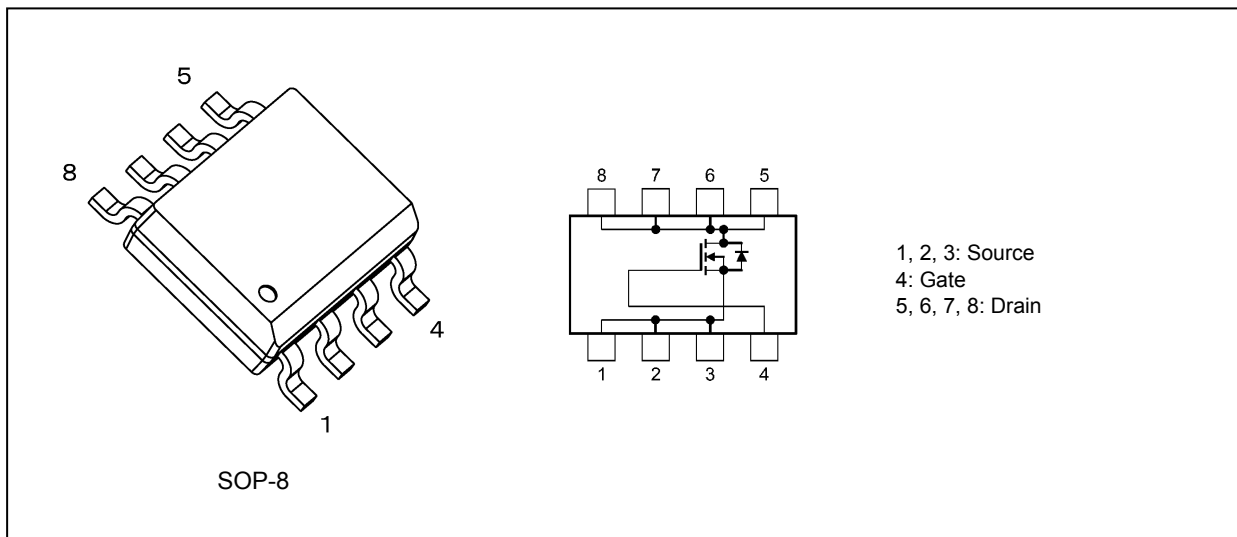 5
8
4
1
SOP-8
8 7 6 5
1 2 3 4
1, 2, 3: Source
4: Gate
5, 6, 7, 8: Drain